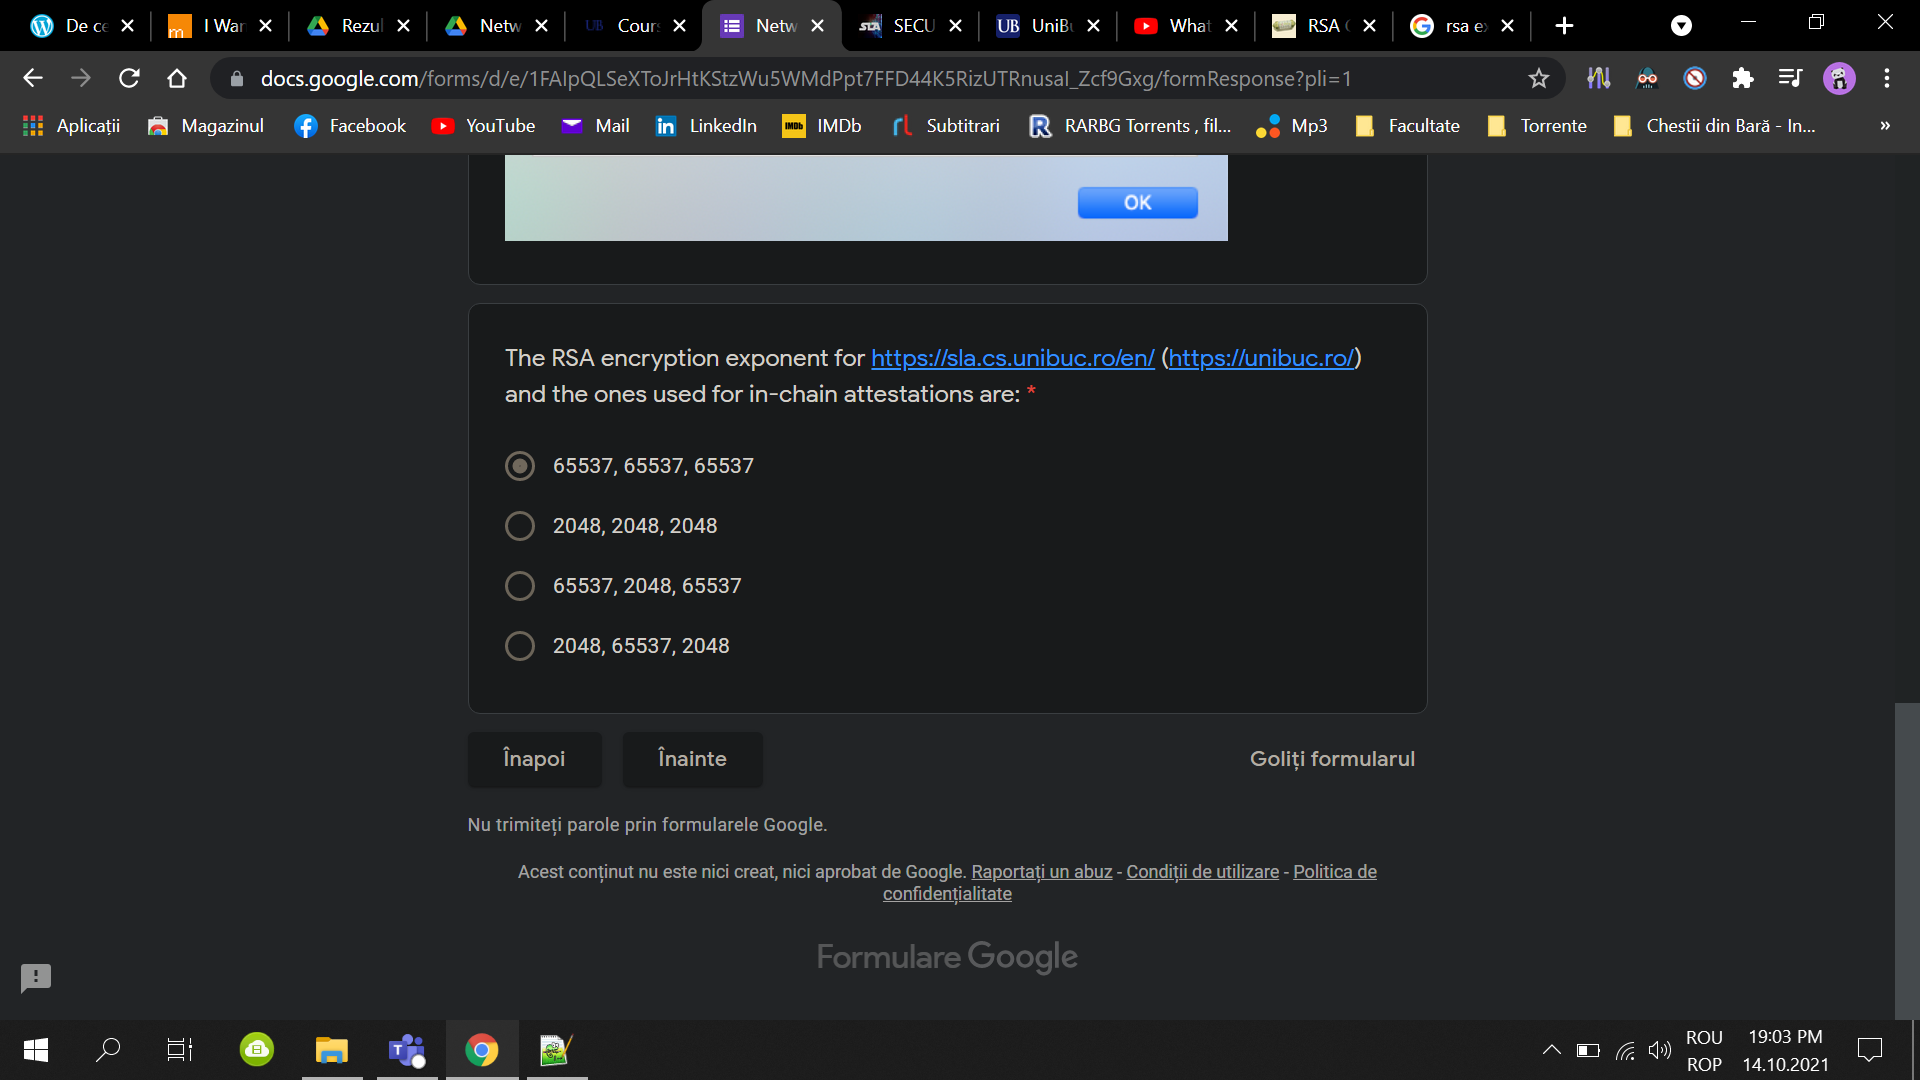 De ce
I Wan
Rezul
Netw
Cours
Netw
SECU
UniBu
What
RSA
rsa ex
docs.google.com/forms/d/e/1FAIpQLSeXToJrHtKStzWu5WMdPpt7FFD44K5RizUTRnusaI_Zcf9Gxg/formResponse?pli=1
Aplicații
Magazinul
Facebook
YouTube
Mail
LinkedIn
IMDb
Subtitrari
RARBG Torrents , fil...
Mp3
Facultate
Torrente
Chestii din Bară - In...
»
OK
The RSA encryption exponent for https://sla.cs.unibuc.ro/en/ (https://unibuc.ro/)
and the ones used for in-chain attestations are: *
65537, 65537, 65537
2048, 2048, 2048
65537, 2048, 65537
2048, 65537, 2048
Înapoi
Înainte
Goliți formularul
Nu trimiteți parole prin formularele Google.
Acest conținut nu este nici creat, nici aprobat de Google. Raportați un abuz - Condiții de utilizare - Politica de
confidențialitate
Formulare Google
ROU
ROP
19:03 PM
14.10.2021